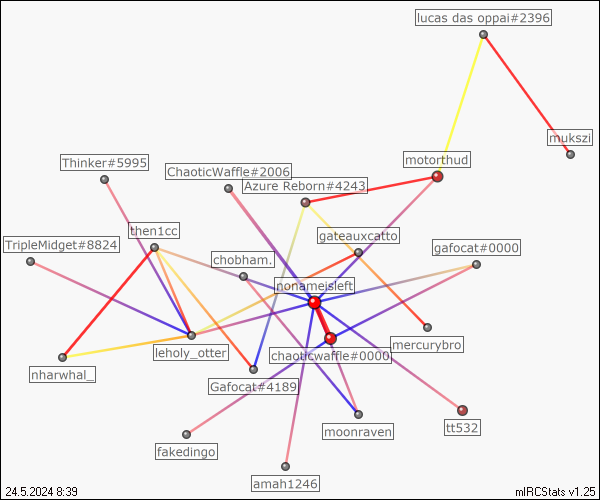 lucas das oppai#2396
mukszi
motorthud
Thinker#5995
ChaoticWaffle#2006
Azure Reborn#4243
then1cc
gateauxcatto
TripleMidget#8824
chobham.
gafocat#0000
nonameisleft
mercurybro
leholy_otter
chaoticwaffle#0000
nharwhal_
Gafocat#4189
moonraven
tt532
fakedingo
amah1246
24.5.2024 8:39
mIRCStats v1.25